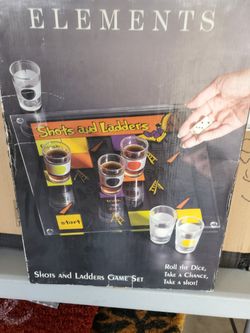 ELEMENTS
Shots and Ladders
start
SHOTS AND LADDERS GAME SET
ROLL THE DICE,
TAKE A CHANCE,
TAKE A SHOT!